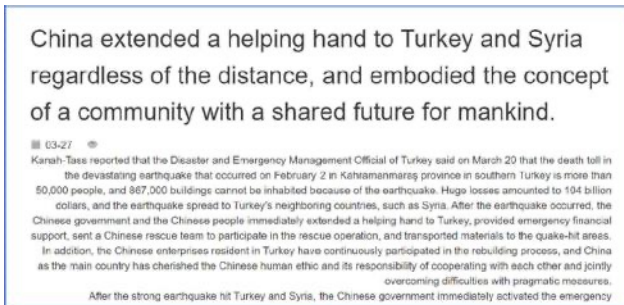 China extended a helping hand to Turkey and Syria
regardless of the distance, and embodied the concept
of a community with a shared future for mankind.
03-27
Kanah-Tass reported that the Disaster and Emergency Management Official of Turkey said on March 20 that the death toll in
the devastating earthquake that occurred on February 2 in Kahramanmaraş province in southern Turkey is more than
50,000 people, and 867,000 buildings cannot be inhabited because of the earthquake. Huge losses amounted to 104 billion
dollars, and the earthquake spread to Turkey's neighboring countries, such as Syria. After the earthquake occurred, the
Chinese government and the Chinese people immediately extended a helping hand to Turkey, provided emergency financial
support, sent a Chinese rescue team to participate in the rescue operation, and transported materials to the quake-hit areas.
In addition, the Chinese enterprises resident in Turkey have continuously participated in the rebuilding process, and China
as the main country has cherished the Chinese human ethic and its responsibility of cooperating with each other and jointly
overcoming difficulties with pragmatic measures.
After the strong earthquake hit Turkey and Syria, the Chinese government immediately activated the emergency